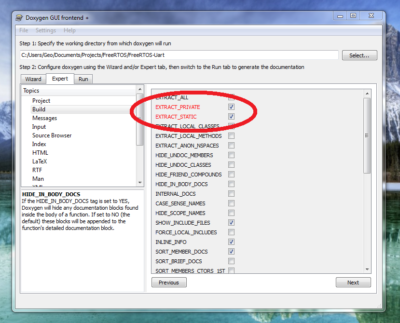 Doxygen GUI frontend +
File Settings Help
Step 1: Specify the working directory from which doxygen will run
C:/Users/Geo/Documents/Projects/FreeRTOS/FreeRTOS-Uart
Select...
Step 2: Configure doxygen using the Wizard and/or Expert tab, then switch to the Run tab to generate the documentation
Wizard Expert Run
Topics
Project
Build
Messages
Input
Source Browser
Index
HTML
LaTeX
RTF
Man
HIDE_IN_BODY_DOCS
If the HIDE_IN_BODY_DOCS tag is set to YES,
Doxygen will hide any documentation blocks found
inside the body of a function. If set to NO (the
default) these blocks will be appended to the
function's detailed documentation block.
EXTRACT_ALL
EXTRACT_PRIVATE
EXTRACT_STATIC
EXTRACT_LOCAL_CLASSES
EXTRACT_LOCAL_METHODS
EXTRACT_ANON_NSPACES
HIDE_UNDOC_MEMBERS
HIDE_UNDOC_CLASSES
HIDE_FRIEND_COMPOUNDS
HIDE_IN_BODY_DOCS
INTERNAL_DOCS
CASE_SENSE_NAMES
HIDE_SCOPE_NAMES
SHOW_INCLUDE_FILES
FORCE_LOCAL_INCLUDES
INLINE_INFO
SORT_MEMBER_DOCS
SORT_BRIEF_DOCS
SORT_MEMBERS_CTORS_1ST
Previous
Next